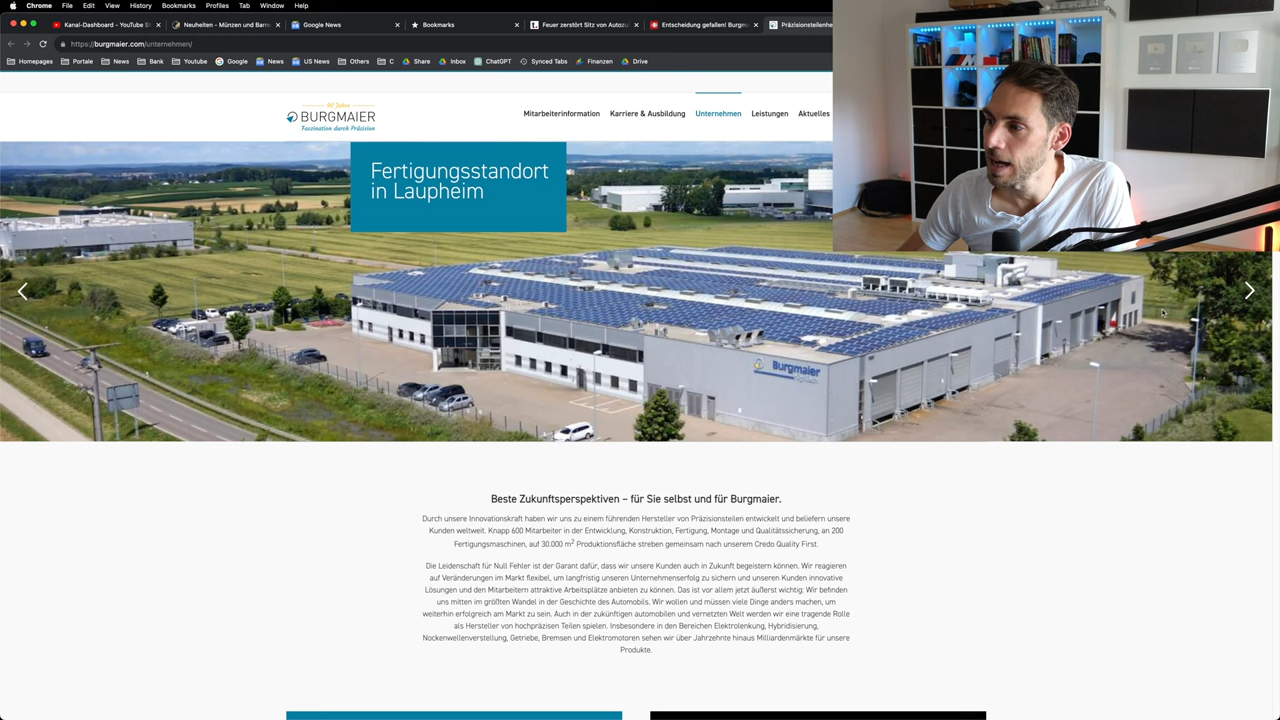 Chrome File Edit View History Bookmarks Profiles Tab Window Help
Kanal-Dashboard - YouTube St
Neuheiten - Münzen und Barre
Google News
Bookmarks
Feuer zerstört Sitz von Autozu
Entscheidung gefallen! Burgm
Präzisionsteilehe
https://burgmaier.com/unternehmen/
Homepages Portale News Bank Youtube Google News US News Others C Share Inbox ChatGPT Synced Tabs Finanzen Drive
90 Jahre
BURGMAIER
Faszination durch Präzision
Mitarbeiterinformation Karriere & Ausbildung Unternehmen Leistungen Aktuelles
Fertigungsstandort
in Laupheim
Burgmaier
Beste Zukunftsperspektiven – für Sie selbst und für Burgmaier.
Durch unsere Innovationskraft haben wir uns zu einem führenden Hersteller von Präzisionsteilen entwickelt und beliefern unsere
Kunden weltweit. Knapp 600 Mitarbeiter in der Entwicklung, Konstruktion, Fertigung, Montage und Qualitätssicherung, an 200
Fertigungsmaschinen, auf 30.000 m² Produktionsfläche streben gemeinsam nach unserem Credo Quality First.
Die Leidenschaft für Null Fehler ist der Garant dafür, dass wir unsere Kunden auch in Zukunft begeistern können. Wir reagieren
auf Veränderungen im Markt flexibel, um langfristig unseren Unternehmenserfolg zu sichern und unseren Kunden innovative
Lösungen und den Mitarbeitern attraktive Arbeitsplätze anbieten zu können. Das ist vor allem jetzt äußerst wichtig: Wir befinden
uns mitten im größten Wandel in der Geschichte des Automobils. Wir wollen und müssen viele Dinge anders machen, um
weiterhin erfolgreich am Markt zu sein. Auch in der zukünftigen automobilen und vernetzten Welt werden wir eine tragende Rolle
als Hersteller von hochpräzisen Teilen spielen. Insbesondere in den Bereichen Elektrolenkung, Hybridisierung,
Nockenwellenverstellung, Getriebe, Bremsen und Elektromotoren sehen wir über Jahrzehnte hinaus Milliardenmärkte für unsere
Produkte.